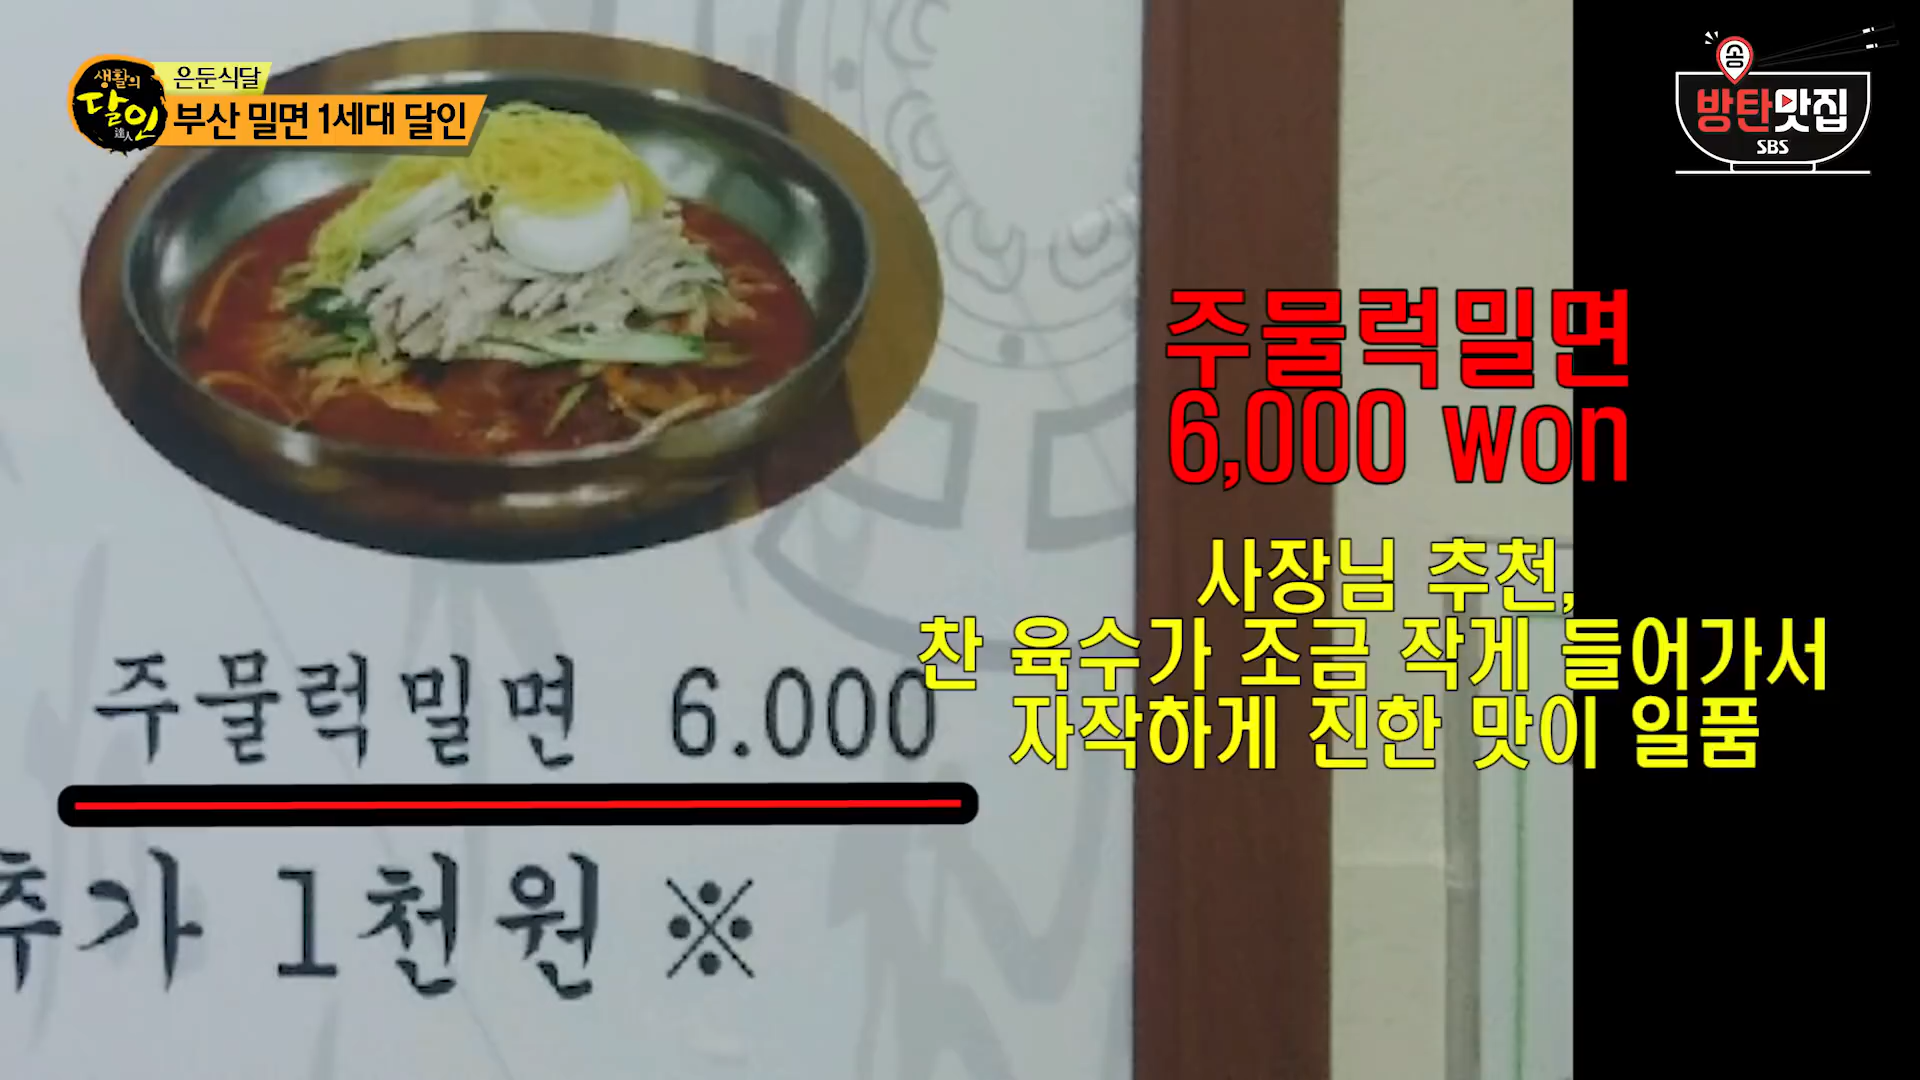 생활의
달인
達人
은둔식달
부산 밀면 1세대 달인
송
방탄맛집
SBS
주물럭밀면
6,000 won
사장님 추천,
찬 육수가 조금 작게 들어가서
자작하게 진한 맛이 일품
주물럭밀면 6.000
추가 1천원 ※